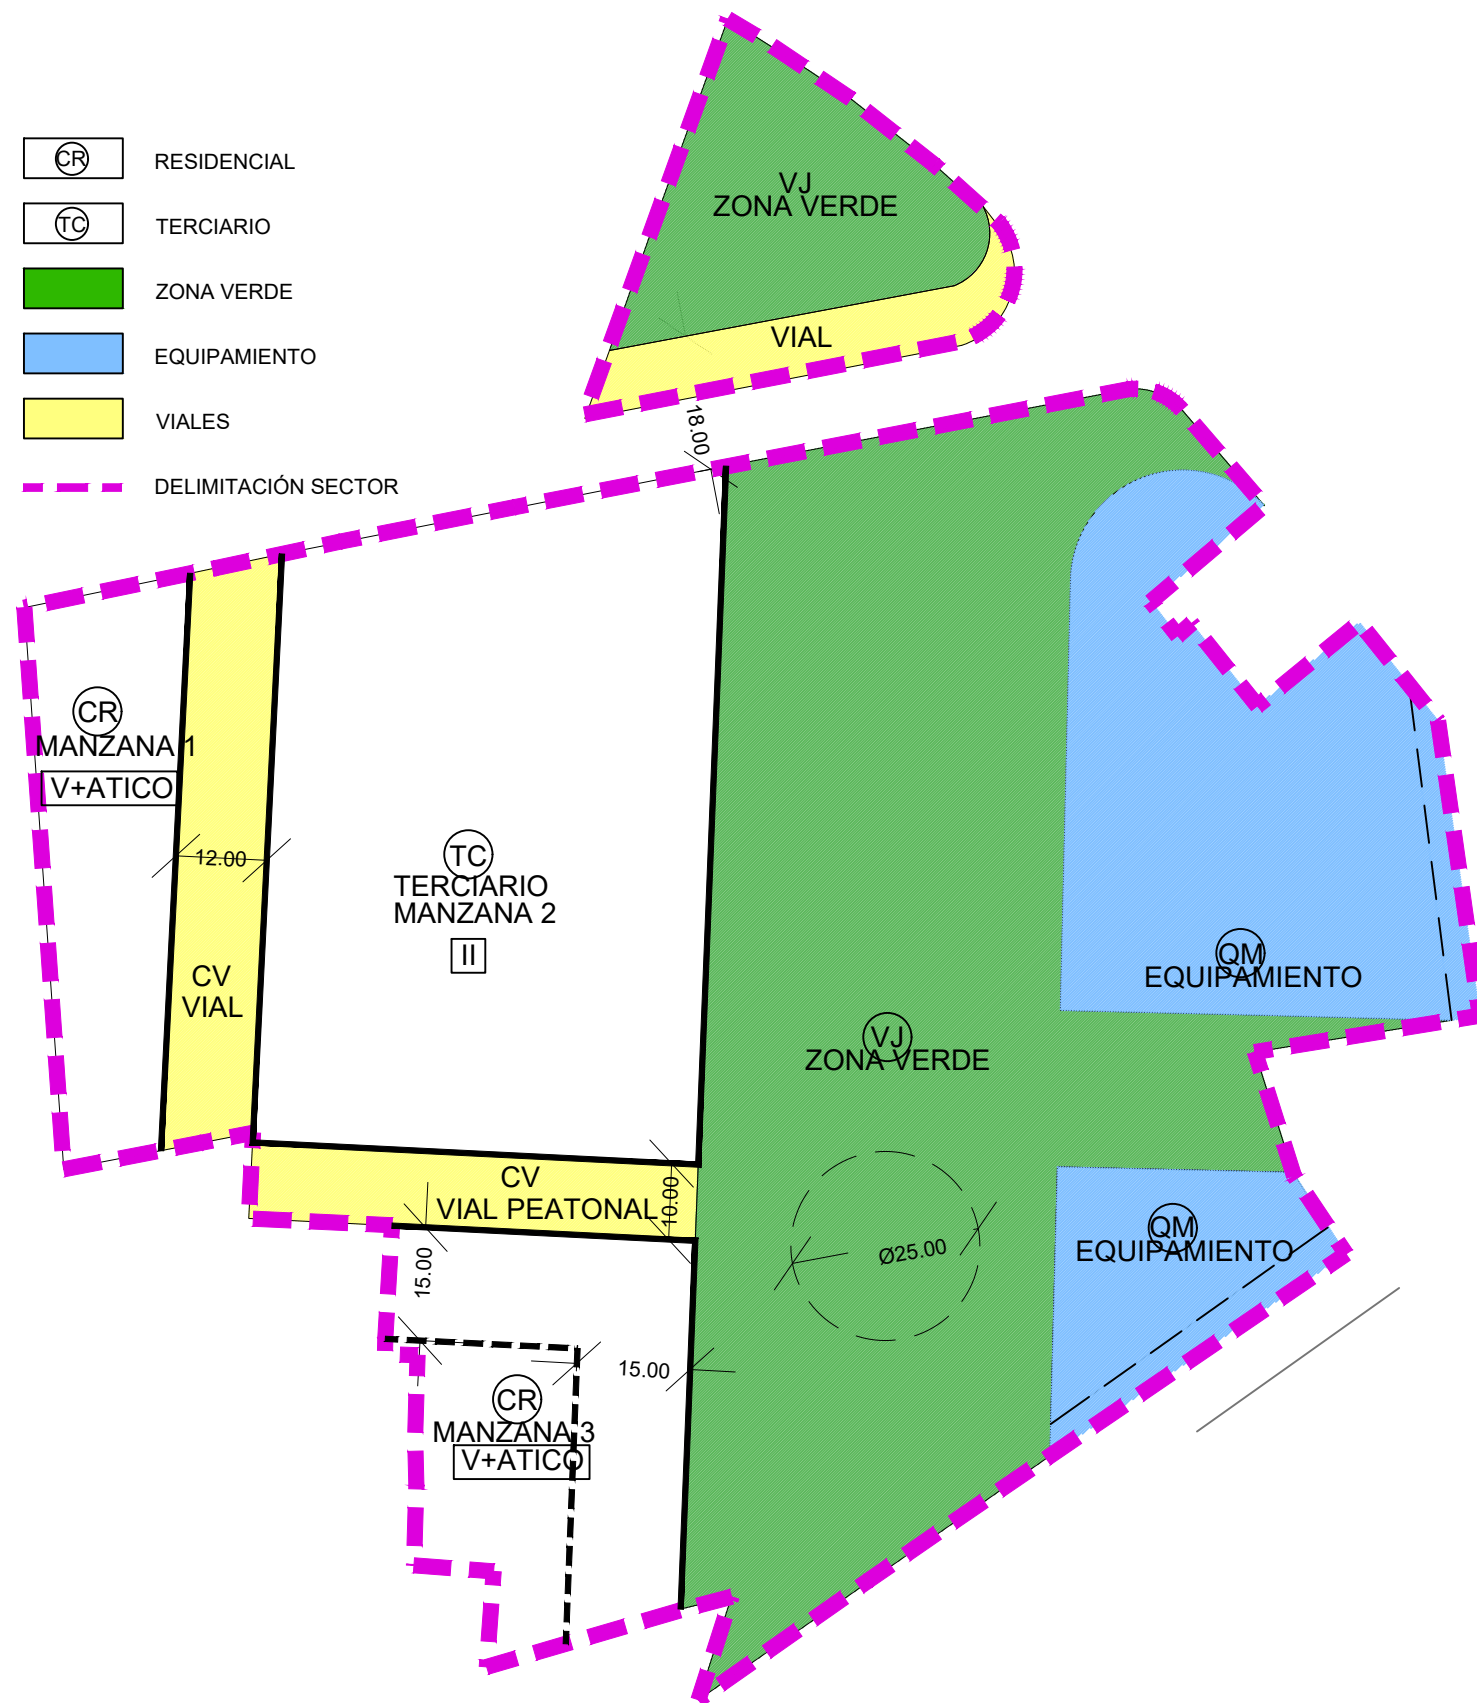 CR
RESIDENCIAL
TC
TERCIARIO
ZONA VERDE
EQUIPAMIENTO
VIALES
DELIMITACIÓN SECTOR
VJ
ZONA VERDE
VIAL
18.00
CR
MANZANA 1
V+ATICO
12.00
CV
VIAL
TC
TERCIARIO
MANZANA 2
II
QM
EQUIPAMIENTO
VJ
ZONA VERDE
CV
VIAL PEATONAL
10.00
15.00
Ø25.00
QM
EQUIPAMIENTO
15.00
CR
MANZANA 3
V+ATICO